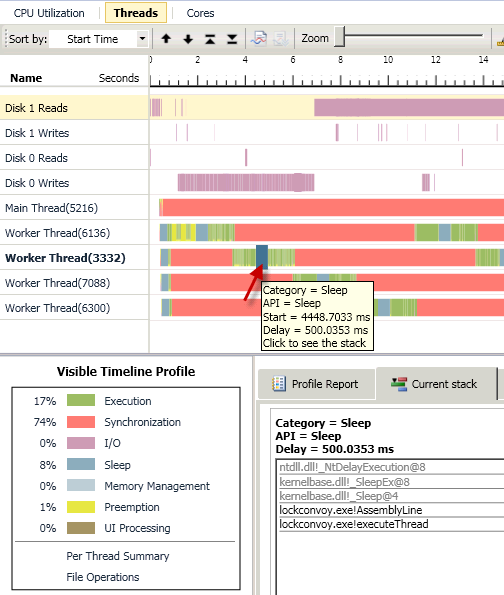 CPU Utilization Threads Cores
Sort by: Start Time Zoom
Name Seconds 0 2 4 6 8 10 12 14
Disk 1 Reads
Disk 1 Writes
Disk 0 Reads
Disk 0 Writes
Main Thread(5216)
Worker Thread(6136)
Worker Thread(3332)
Worker Thread(7088)
Worker Thread(6300)
Category = Sleep
API = Sleep
Start = 4448.7033 ms
Delay = 500.0353 ms
Click to see the stack
Visible Timeline Profile
17% Execution
74% Synchronization
0% I/O
8% Sleep
0% Memory Management
1% Preemption
0% UI Processing
Per Thread Summary
File Operations
Profile Report Current stack
Category = Sleep
API = Sleep
Delay = 500.0353 ms
ntdll.dll!_NtDelayExecution@8
kernelbase.dll!_SleepEx@8
kernelbase.dll!_Sleep@4
lockconvoy.exe!AssemblyLine
lockconvoy.exe!executeThread